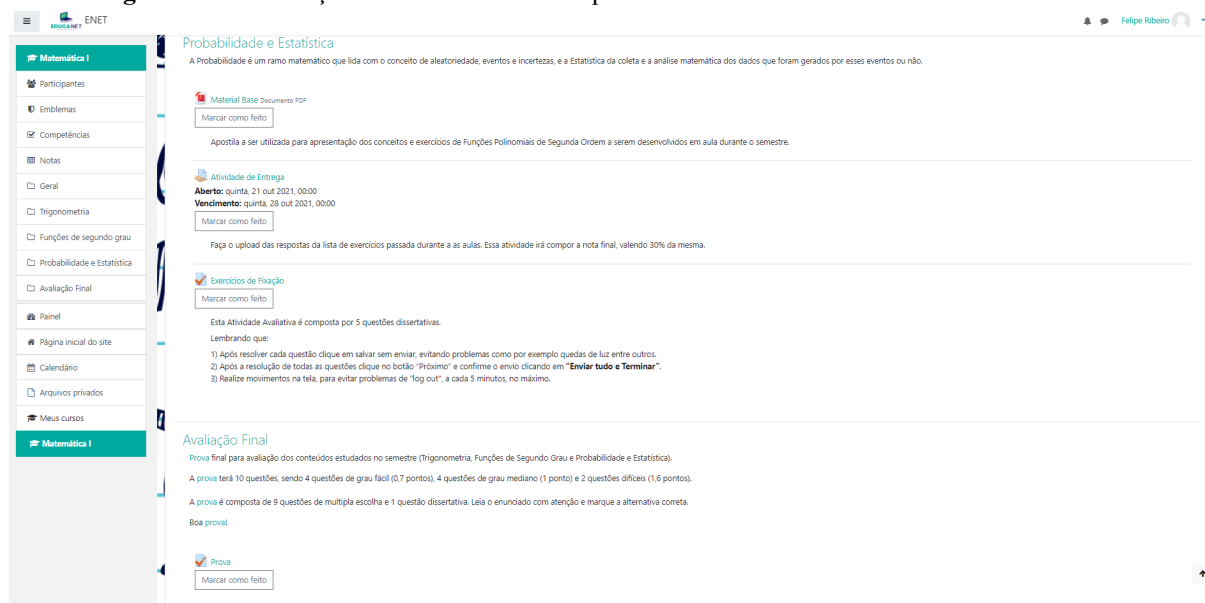 EDUCANET
ENET
Felipe Ribeiro
Matemática I
Participantes
Emblemas
Competências
Notas
Geral
Trigonometria
Funções de segundo grau
Probabilidade e Estatística
Avaliação Final
Painel
Página inicial do site
Calendário
Arquivos privados
Meus cursos
Matemática I
Probabilidade e Estatística
A Probabilidade é um ramo matemático que lida com o conceito de aleatoriedade, eventos e incertezas, e a Estatística da coleta e a análise matemática dos dados que foram gerados por esses eventos ou não.
Material Base Documento PDF
Marcar como feito
Apostila a ser utilizada para apresentação dos conceitos e exercícios de Funções Polinomiais de Segunda Ordem a serem desenvolvidos em aula durante o semestre.
Atividade de Entrega
Aberto: quinta, 21 out 2021, 00:00
Vencimento: quinta, 28 out 2021, 00:00
Marcar como feito
Faça o upload das respostas da lista de exercícios passada durante a as aulas. Essa atividade irá compor a nota final, valendo 30% da mesma.
Exercícios de Fixação
Marcar como feito
Esta Atividade Avaliativa é composta por 5 questões dissertativas.
Lembrando que:
1) Após resolver cada questão clique em salvar sem enviar, evitando problemas como por exemplo quedas de luz entre outros.
2) Após a resolução de todas as questões clique no botão "Próximo" e confirme o envio clicando em "Enviar tudo e Terminar".
3) Realize movimentos na tela, para evitar problemas de "log out", a cada 5 minutos, no máximo.
Avaliação Final
Prova final para avaliação dos conteúdos estudados no semestre (Trigonometria, Funções de Segundo Grau e Probabilidade e Estatística).
A prova terá 10 questões, sendo 4 questões de grau fácil (0,7 pontos), 4 questões de grau mediano (1 ponto) e 2 questões difíceis (1,6 pontos).
A prova é composta de 9 questões de multipla escolha e 1 questão dissertativa. Leia o enunciado com atenção e marque a alternativa correta.
Boa prova!
Prova
Marcar como feito